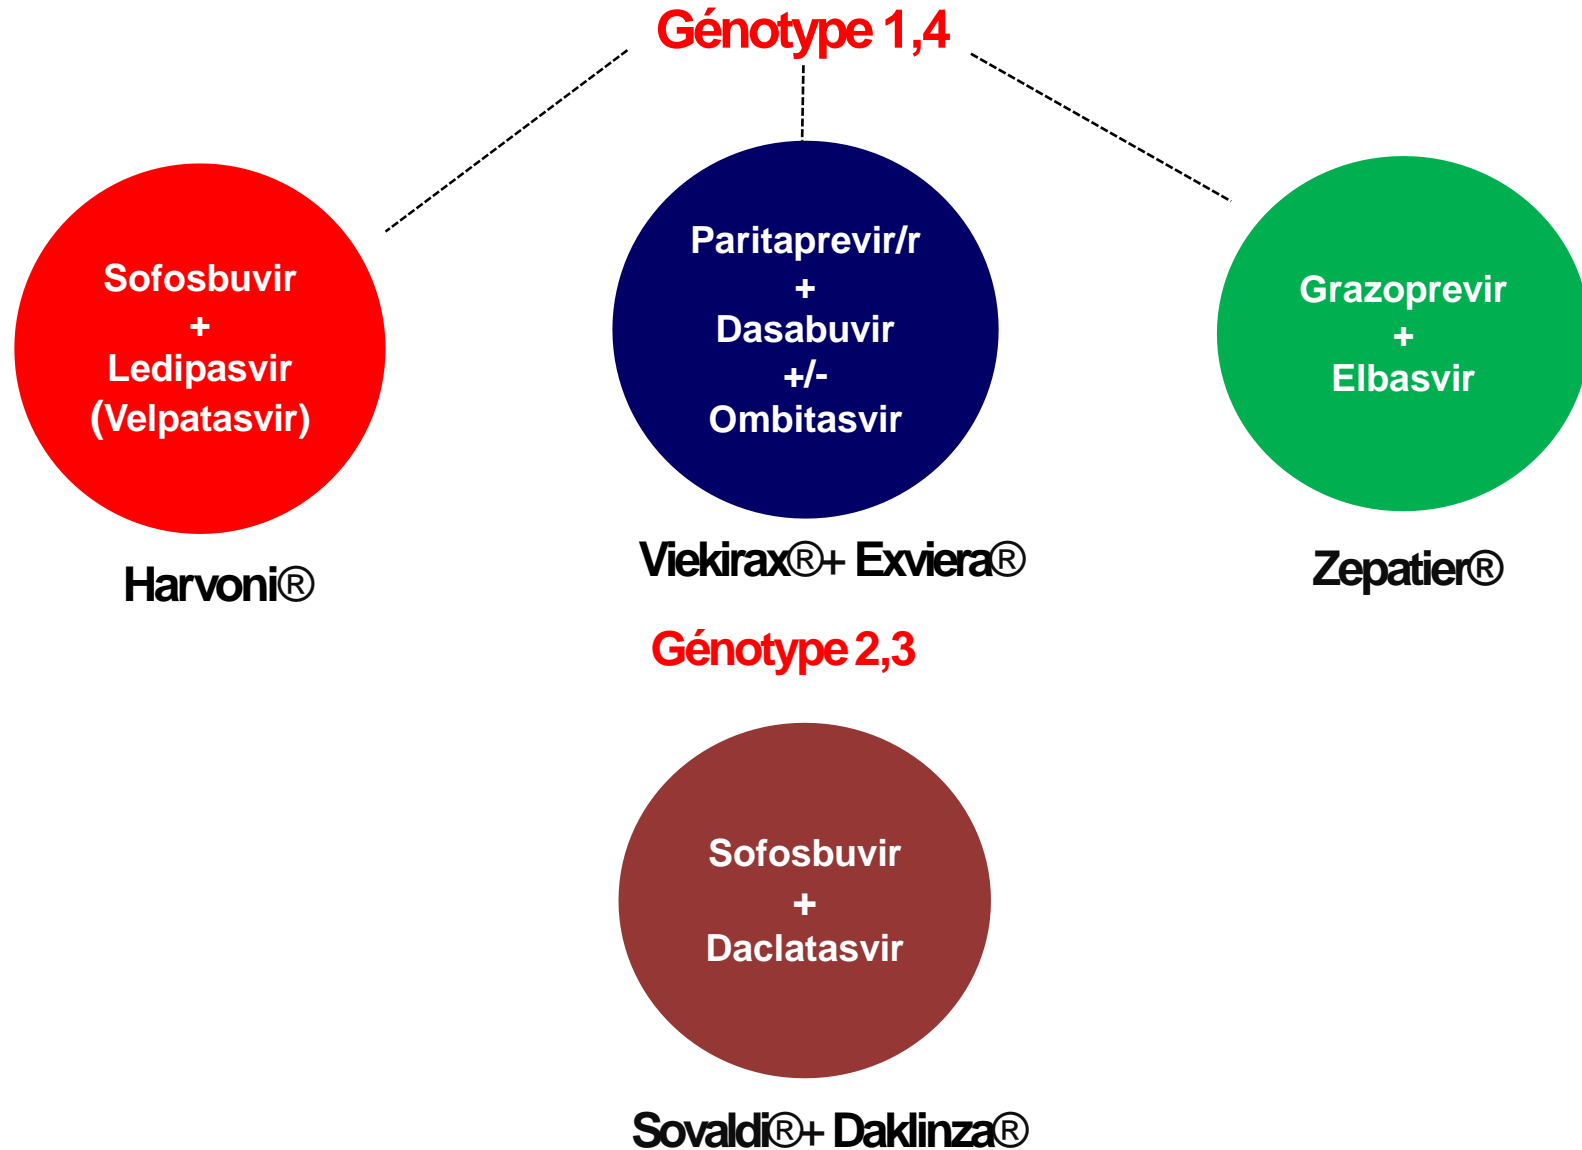 Génotype 1,4
Sofosbuvir
+
Ledipasvir
(Velpatasvir)
Harvoni®
Paritaprevir/r
+
Dasabuvir
+/-
Ombitasvir
Viekirax®+ Exviera®
Grazoprevir
+
Elbasvir
Zepatier®
Génotype 2,3
Sofosbuvir
+
Daclatasvir
Sovaldi®+ Daklinza®